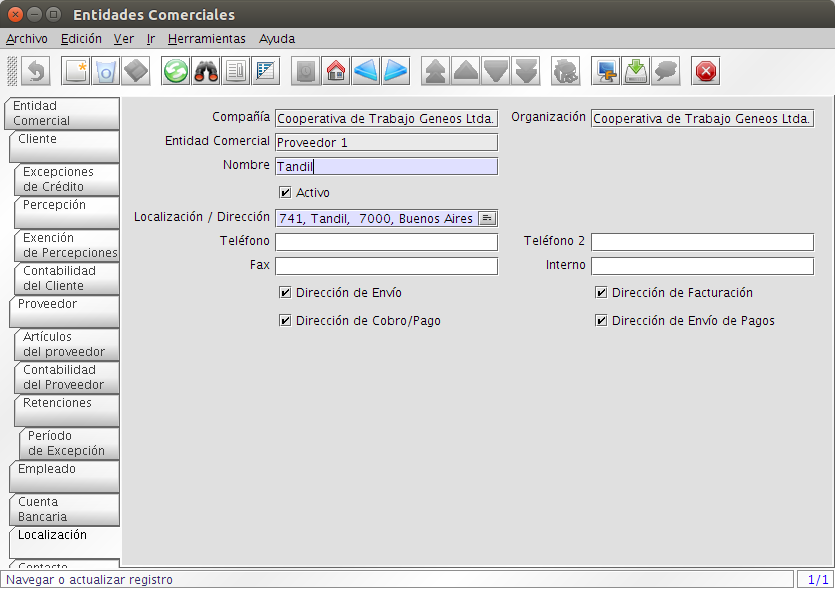 Entidades Comerciales
Archivo Edición Ver Ir Herramientas Ayuda
Entidad
Comercial
Cliente
Excepciones
de Crédito
Percepción
Exención
de Percepciones
Contabilidad
del Cliente
Proveedor
Artículos
del proveedor
Contabilidad
del Proveedor
Retenciones
Período
de Excepción
Empleado
Cuenta
Bancaria
Localización
Contacto
Compañía Cooperativa de Trabajo Geneos Ltda. Organización Cooperativa de Trabajo Geneos Ltda.
Entidad Comercial Proveedor 1
Nombre Tandil
Activo
Localización / Dirección 741, Tandil, 7000, Buenos Aires
Teléfono Teléfono 2
Fax Interno
Dirección de Envío Dirección de Facturación
Dirección de Cobro/Pago Dirección de Envío de Pagos
Navegar o actualizar registro 1/1